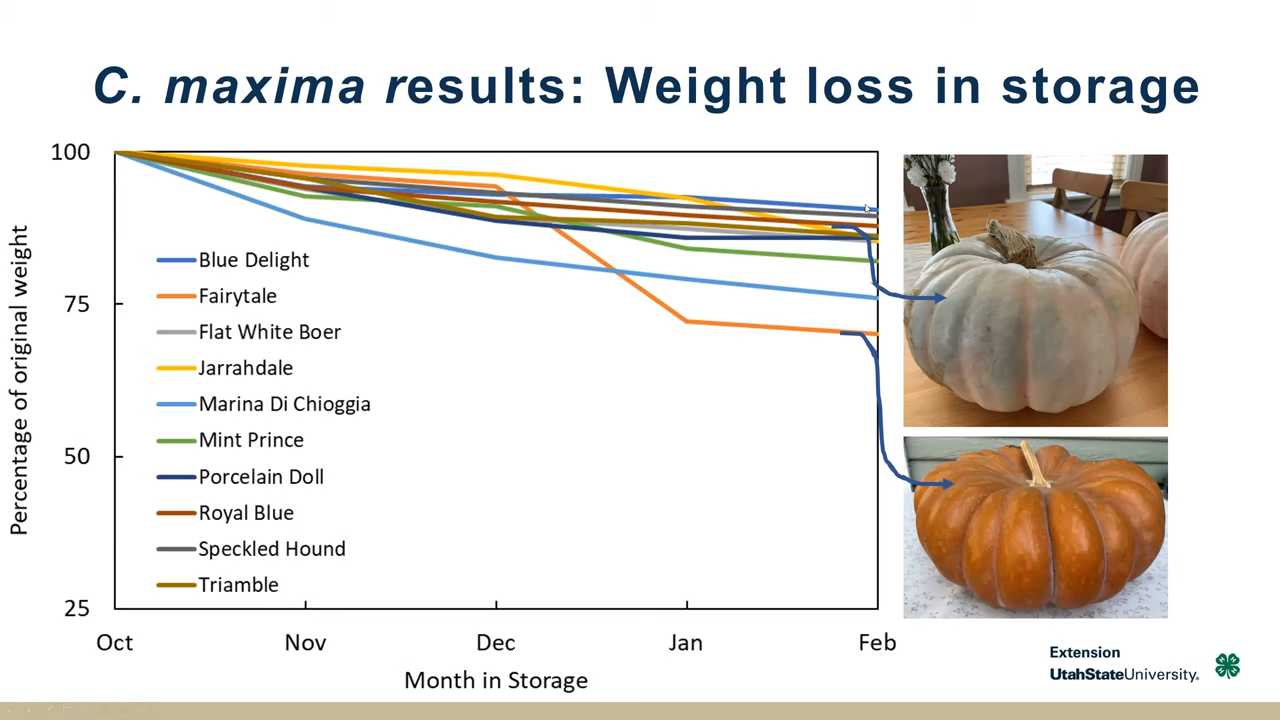 C. maxima results: Weight loss in storage
100
75
50
25
Percentage of original weight
Blue Delight
Fairytale
Flat White Boer
Jarrahdale
Marina Di Chioggia
Mint Prince
Porcelain Doll
Royal Blue
Speckled Hound
Triamble
Oct Nov Dec Jan Feb
Month in Storage
Extension
UtahStateUniversity®